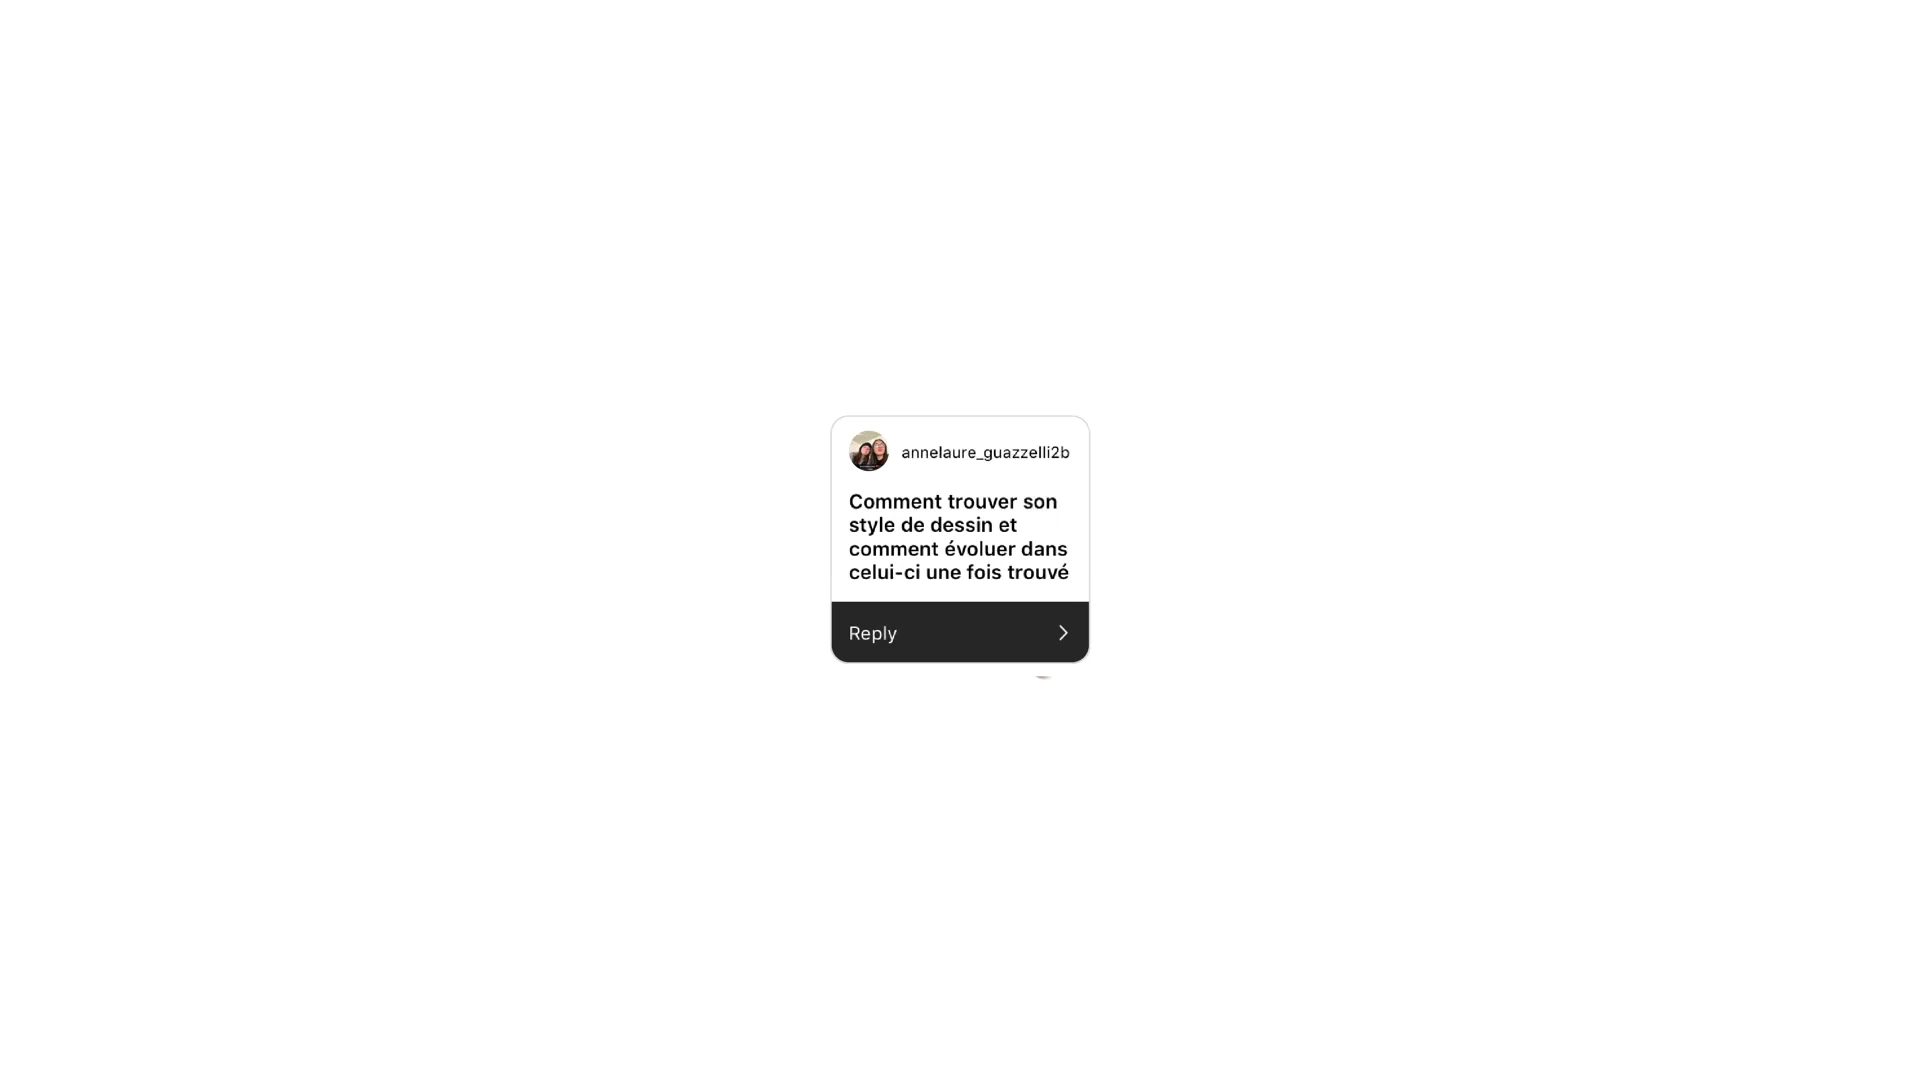 annelaure_guazzelli2b
Comment trouver son
style de dessin et
comment évoluer dans
celui-ci une fois trouvé
Reply